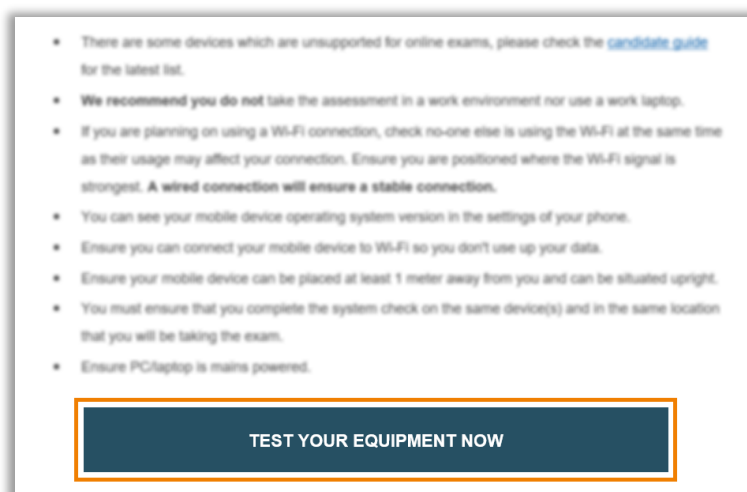 There are some devices which are unsupported for online exams, please check the candidate guide
for the latest list.
We recommend you do not take the assessment in a work environment nor use a work laptop.
If you are planning on using a Wi-Fi connection, check no-one else is using the Wi-Fi at the same time
as their usage may affect your connection. Ensure you are positioned where the Wi-Fi signal is
strongest. A wired connection will ensure a stable connection.
You can see your mobile device operating system version in the settings of your phone.
Ensure you can connect your mobile device to Wi-Fi so you don't use up your data.
Ensure your mobile device can be placed at least 1 meter away from you and can be situated upright.
You must ensure that you complete the system check on the same device(s) and in the same location
that you will be taking the exam.
Ensure PC/laptop is mains powered.
TEST YOUR EQUIPMENT NOW